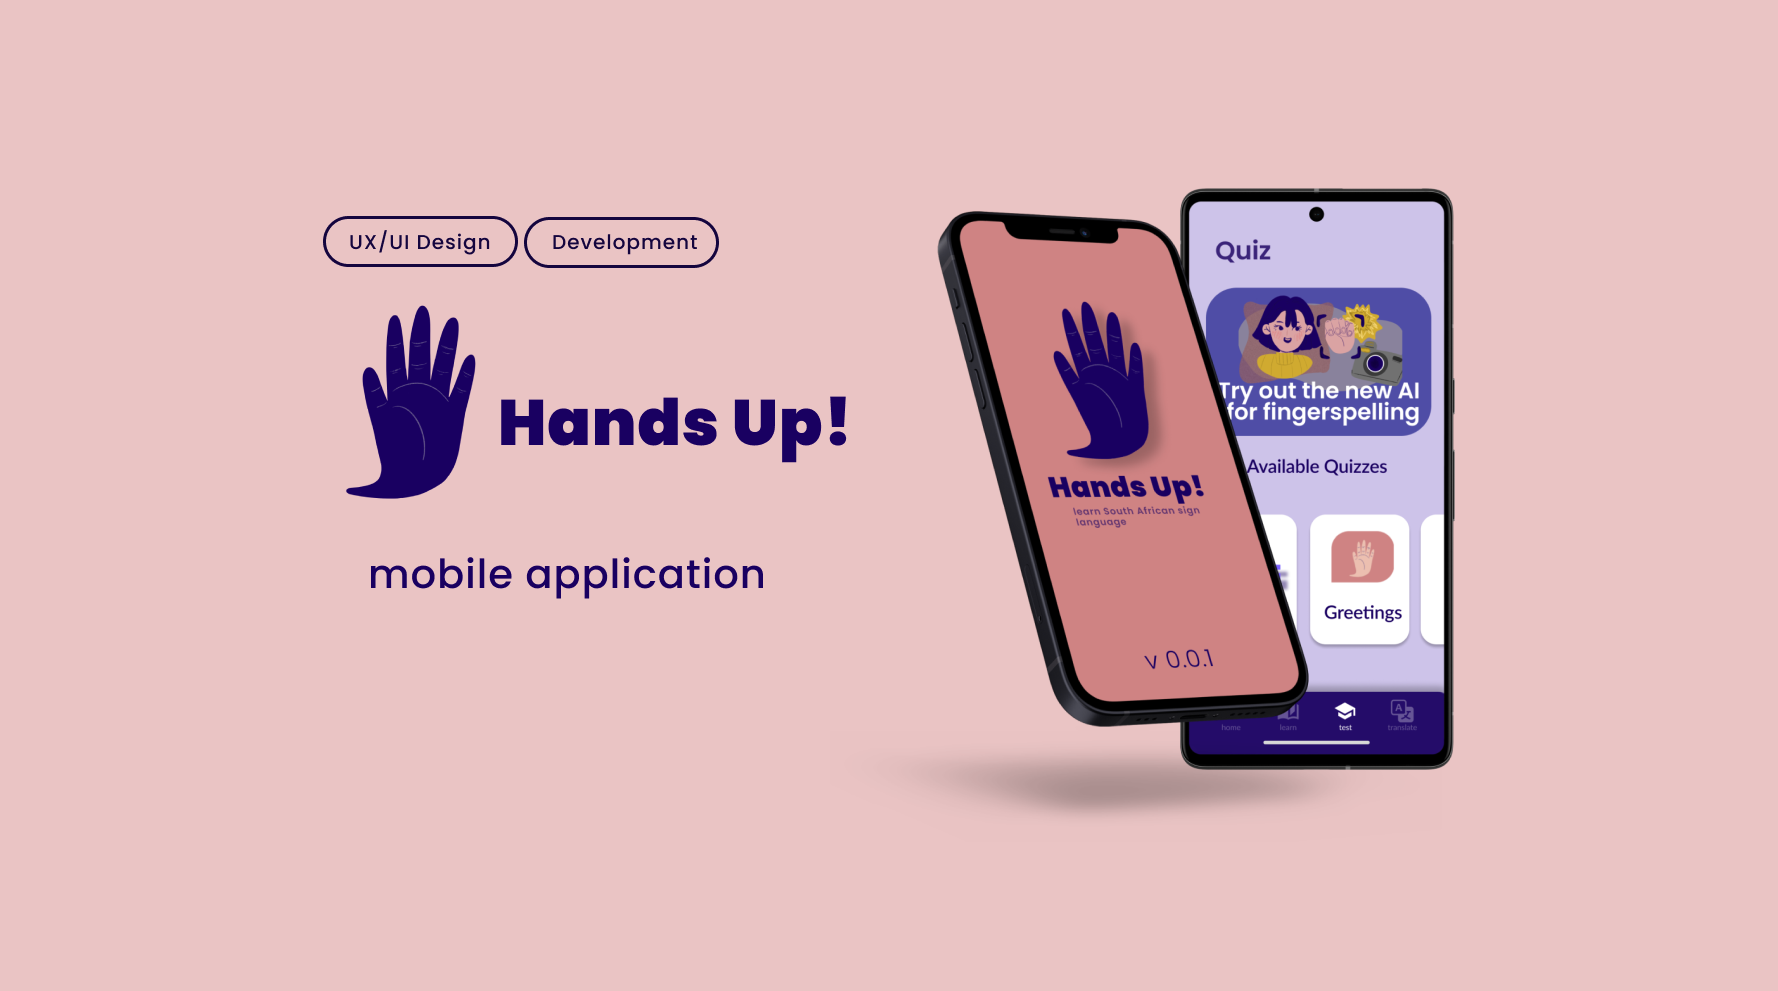 UX/UI Design
Development
Hands Up!
mobile application
Hands Up!
learn South African sign
language
v 0.0.1
Quiz
Try out the new AI
for fingerspelling
Available Quizzes
Greetings
home
learn
test
translate
A